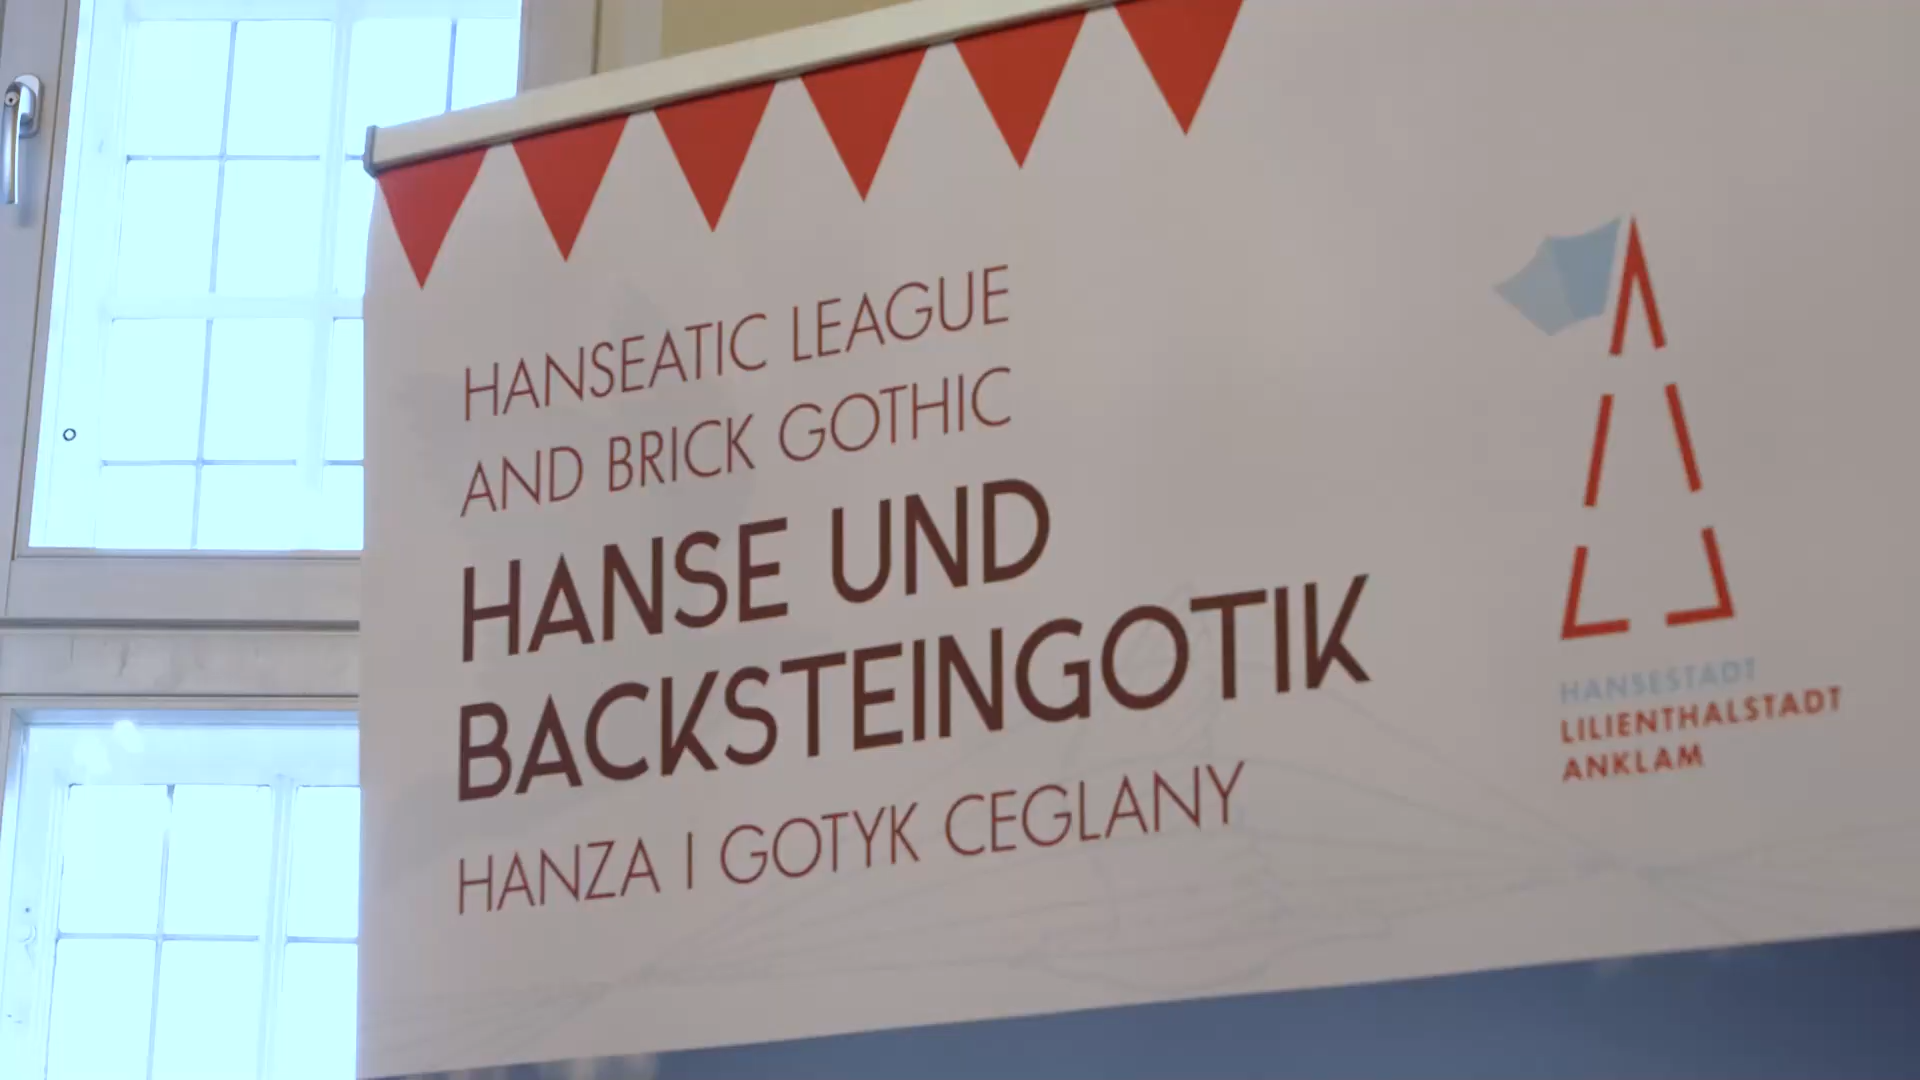 HANSEATIC LEAGUE
AND BRICK GOTHIC
HANSE UND
BACKSTEINGOTIK
HANZA I GOTYK CEGLANY
HANSESTADT
LILIENTHALSTADT
ANKLAM